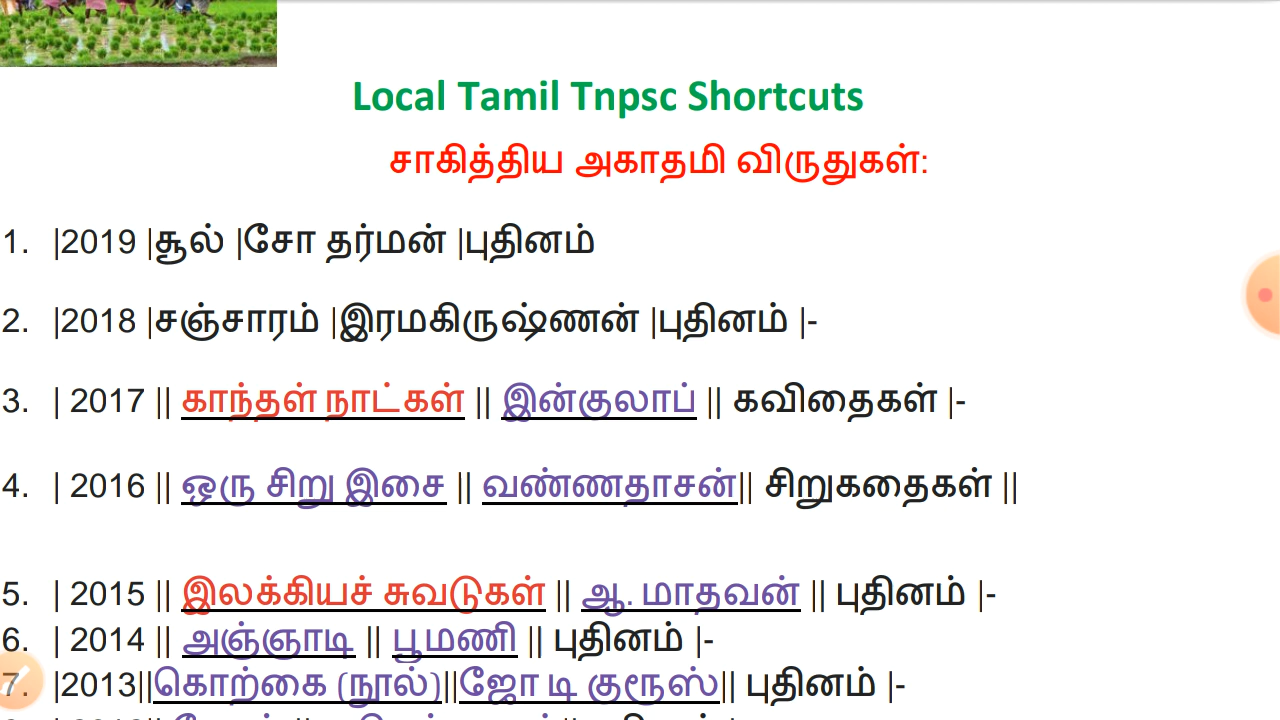 Local Tamil Tnpsc Shortcuts
சாகித்திய அகாதமி விருதுகள்:
1. |2019 |சூல் |சோ தர்மன் |புதினம்
2. |2018 |சஞ்சாரம் |இரமகிருஷ்ணன் |புதினம் |-
3. | 2017 || காந்தள் நாட்கள் || இன்குலாப் || கவிதைகள் |-
4. | 2016 || ஒரு சிறு இசை || வண்ணதாசன்|| சிறுகதைகள் ||
5. | 2015 || இலக்கியச் சுவடுகள் || ஆ. மாதவன் || புதினம் |-
6. | 2014 || அஞ்ஞாடி || பூமணி || புதினம் |-
7. |2013||கொற்கை (நூல்)||ஜோ டி குரூஸ்|| புதினம் |-